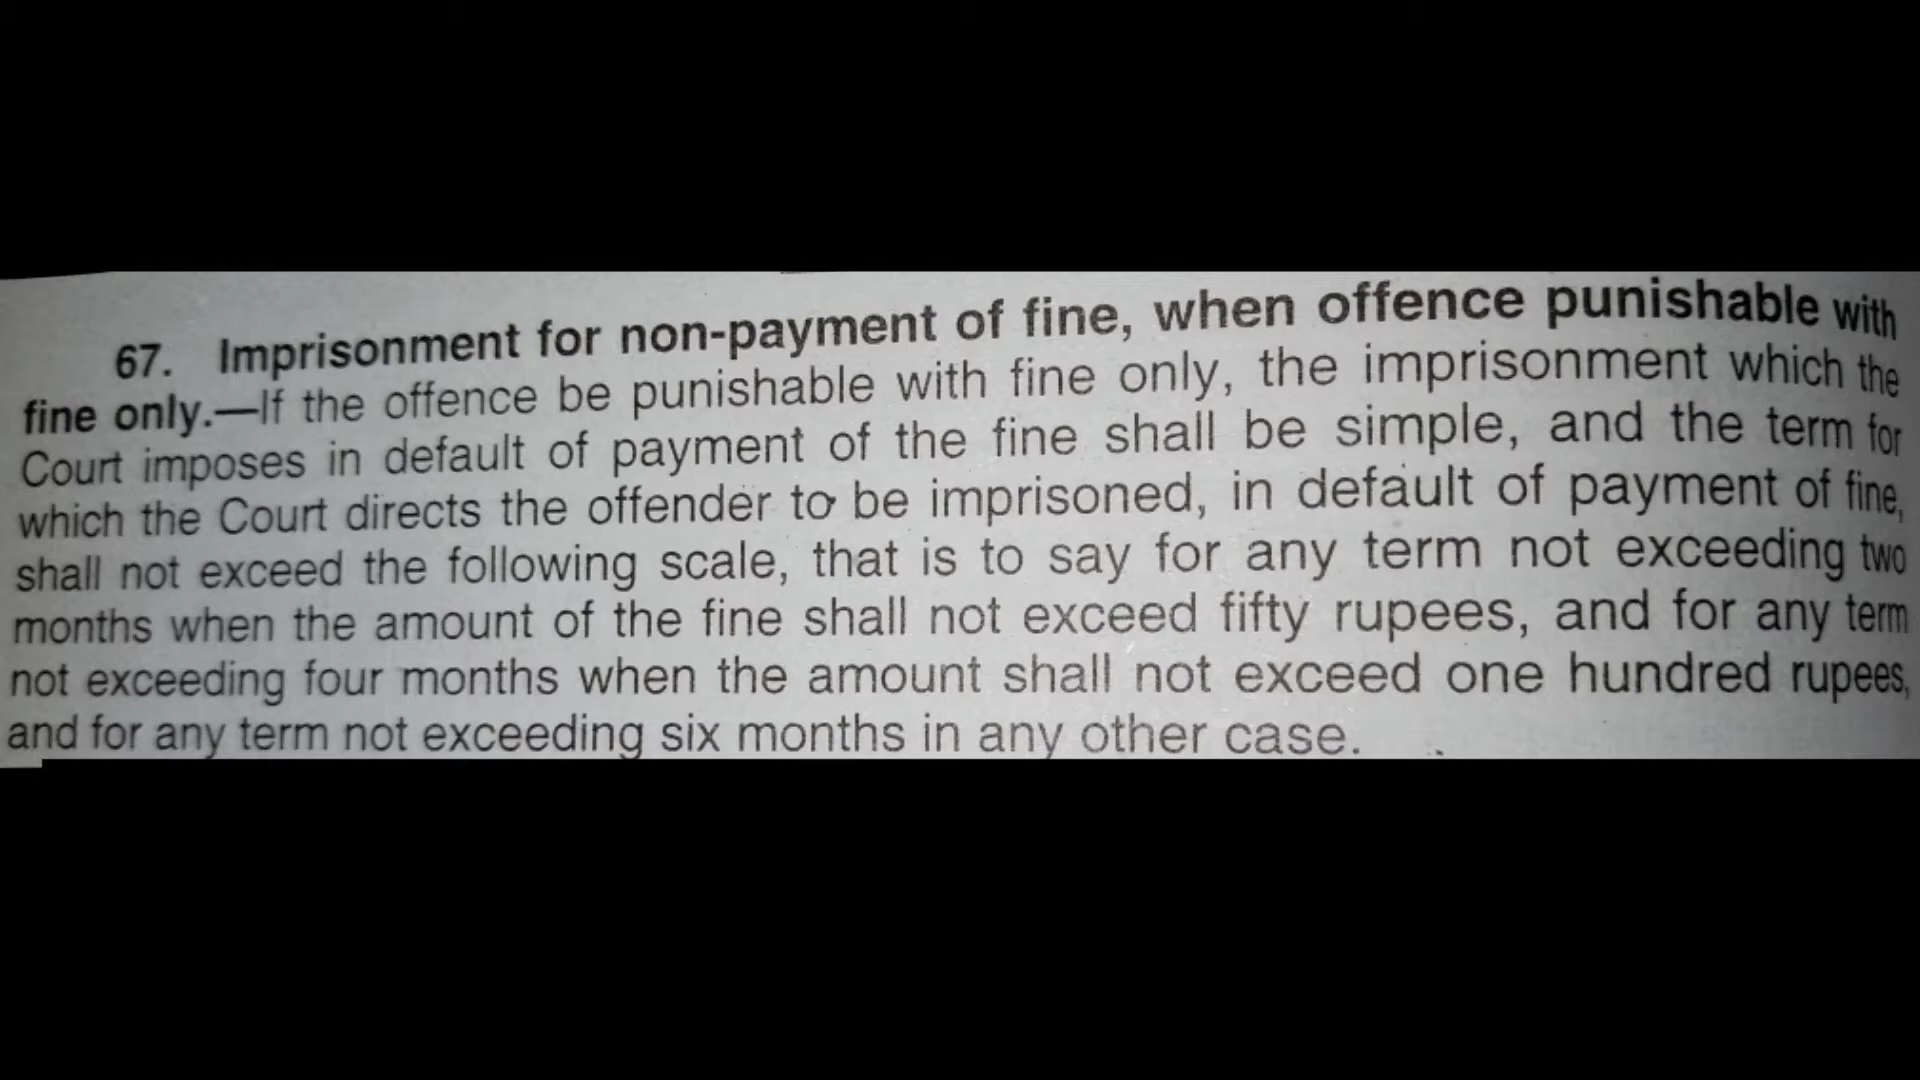 67. Imprisonment for non-payment of fine, when offence punishable with
fine only.—If the offence be punishable with fine only, the imprisonment which the
Court imposes in default of payment of the fine shall be simple, and the term for
which the Court directs the offender to be imprisoned, in default of payment of fine,
shall not exceed the following scale, that is to say for any term not exceeding two
months when the amount of the fine shall not exceed fifty rupees, and for any term
not exceeding four months when the amount shall not exceed one hundred rupees,
and for any term not exceeding six months in any other case.